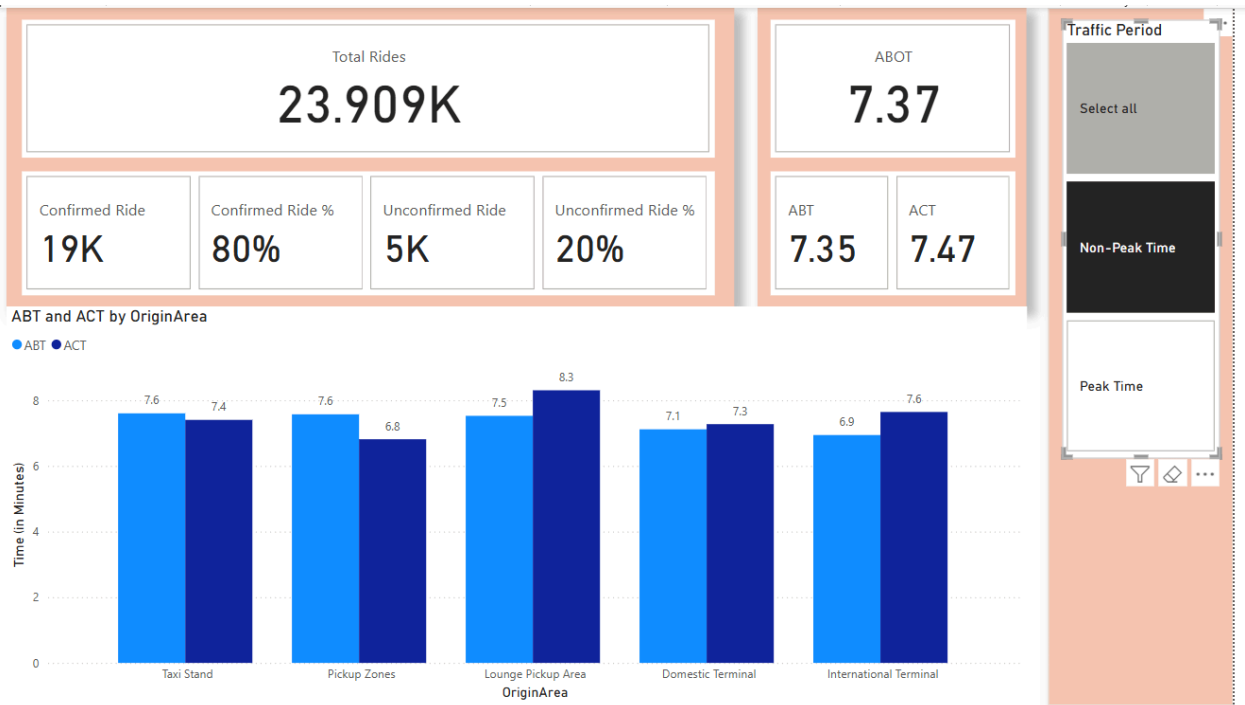 Total Rides
23.909K
Confirmed Ride
19K
Confirmed Ride %
80%
Unconfirmed Ride
5K
Unconfirmed Ride %
20%
ABOT
7.37
ABT
7.35
ACT
7.47
Traffic Period
Select all
Non-Peak Time
Peak Time
ABT and ACT by OriginArea
ABT ACT
Time (in Minutes)
8
6
4
2
0
7.6
7.4
7.6
6.8
7.5
8.3
7.1
7.3
6.9
7.6
Taxi Stand
Pickup Zones
Lounge Pickup Area
Domestic Terminal
International Terminal
OriginArea